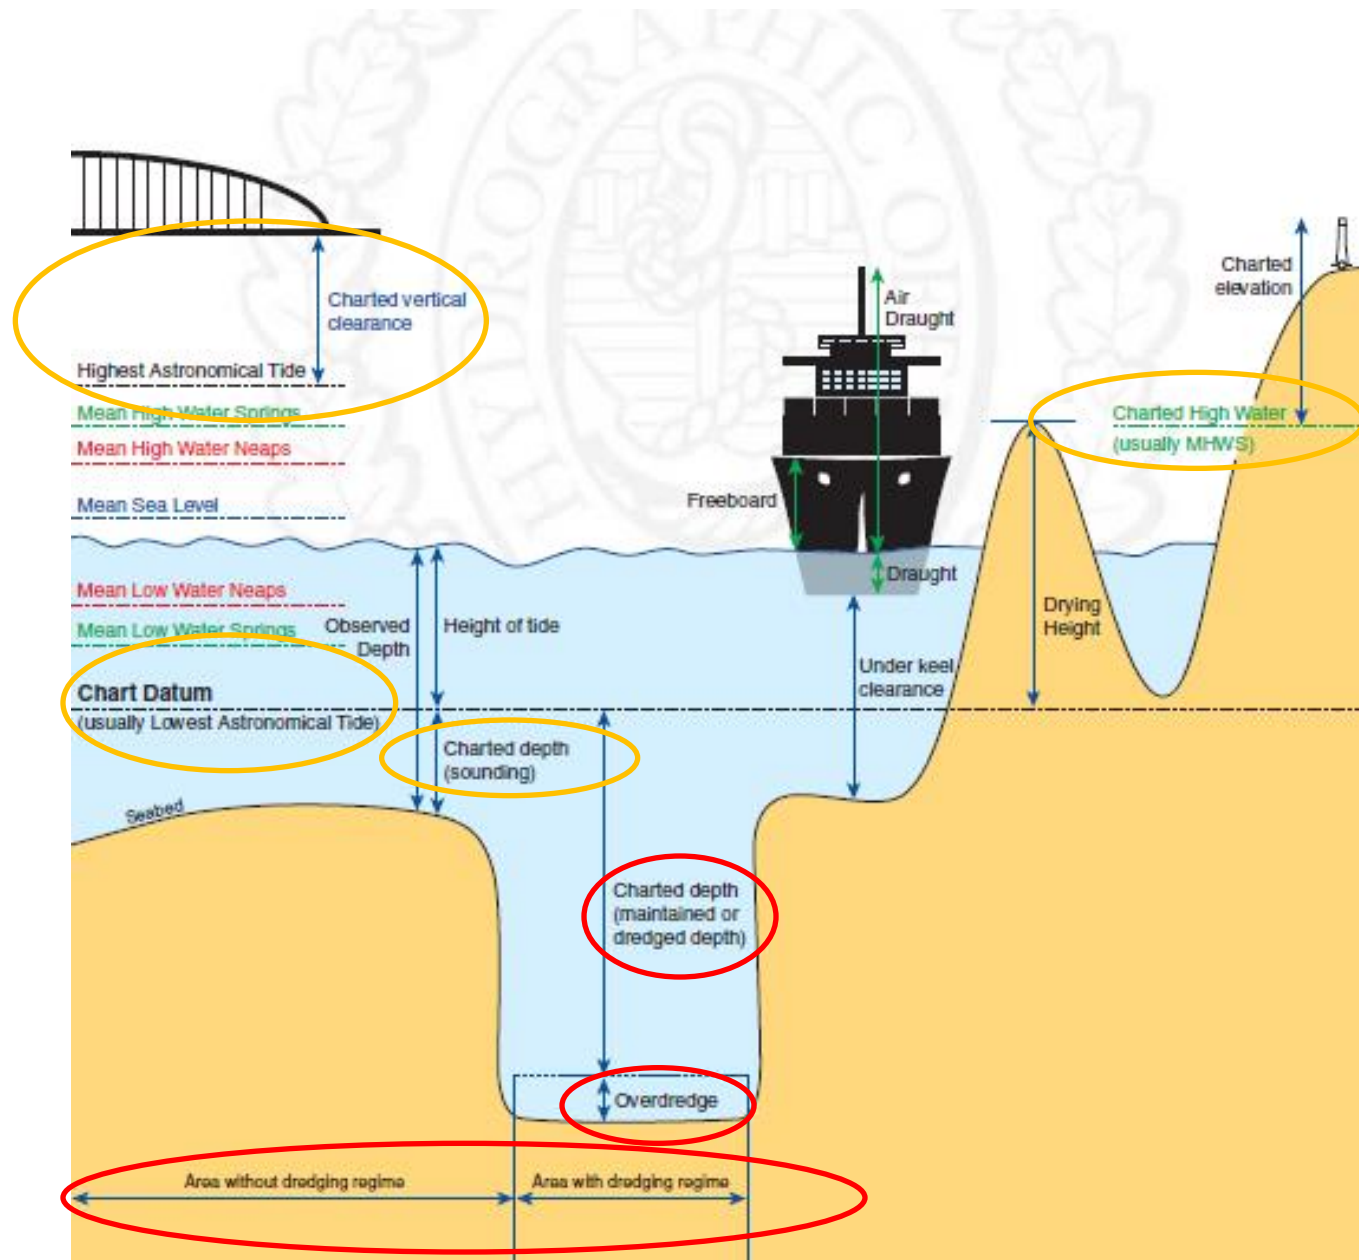 HYDROGRAPHIC OF
Charted vertical
clearance
Highest Astronomical Tide
Mean High Water Springs
Mean High Water Neaps
Mean Sea Level
Mean Low Water Neaps
Mean Low Water Springs
Chart Datum
(usually Lowest Astronomical Tide)
Seabed
Observed
Depth
Height of tide
Charted depth
(sounding)
Charted depth
(maintained or
dredged depth)
Overdredge
Area without dredging regime
Area with dredging regime
Air
Draught
Freeboard
Draught
Under keel
clearance
Drying
Height
Charted
elevation
Charted High Water
(usually MHWS)